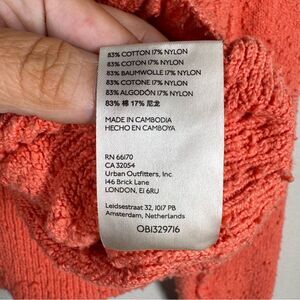 83% COTTON 17% NYLON
83% COTON 17% NYLON
83% BAUMWOLLE 17% NYLON
83% COTONE 17% NYLON
83% ALGODÓN 17% NYLON
83% 棉 17% 尼龙
MADE IN CAMBODIA
HECHO EN CAMBOYA
RN 66170
CA 32054
Urban Outfitters, Inc.
146 Brick Lane
LONDON, E1 6RU
Leidsestraat 32, 1017 PB
Amsterdam, Netherlands
OB1329716